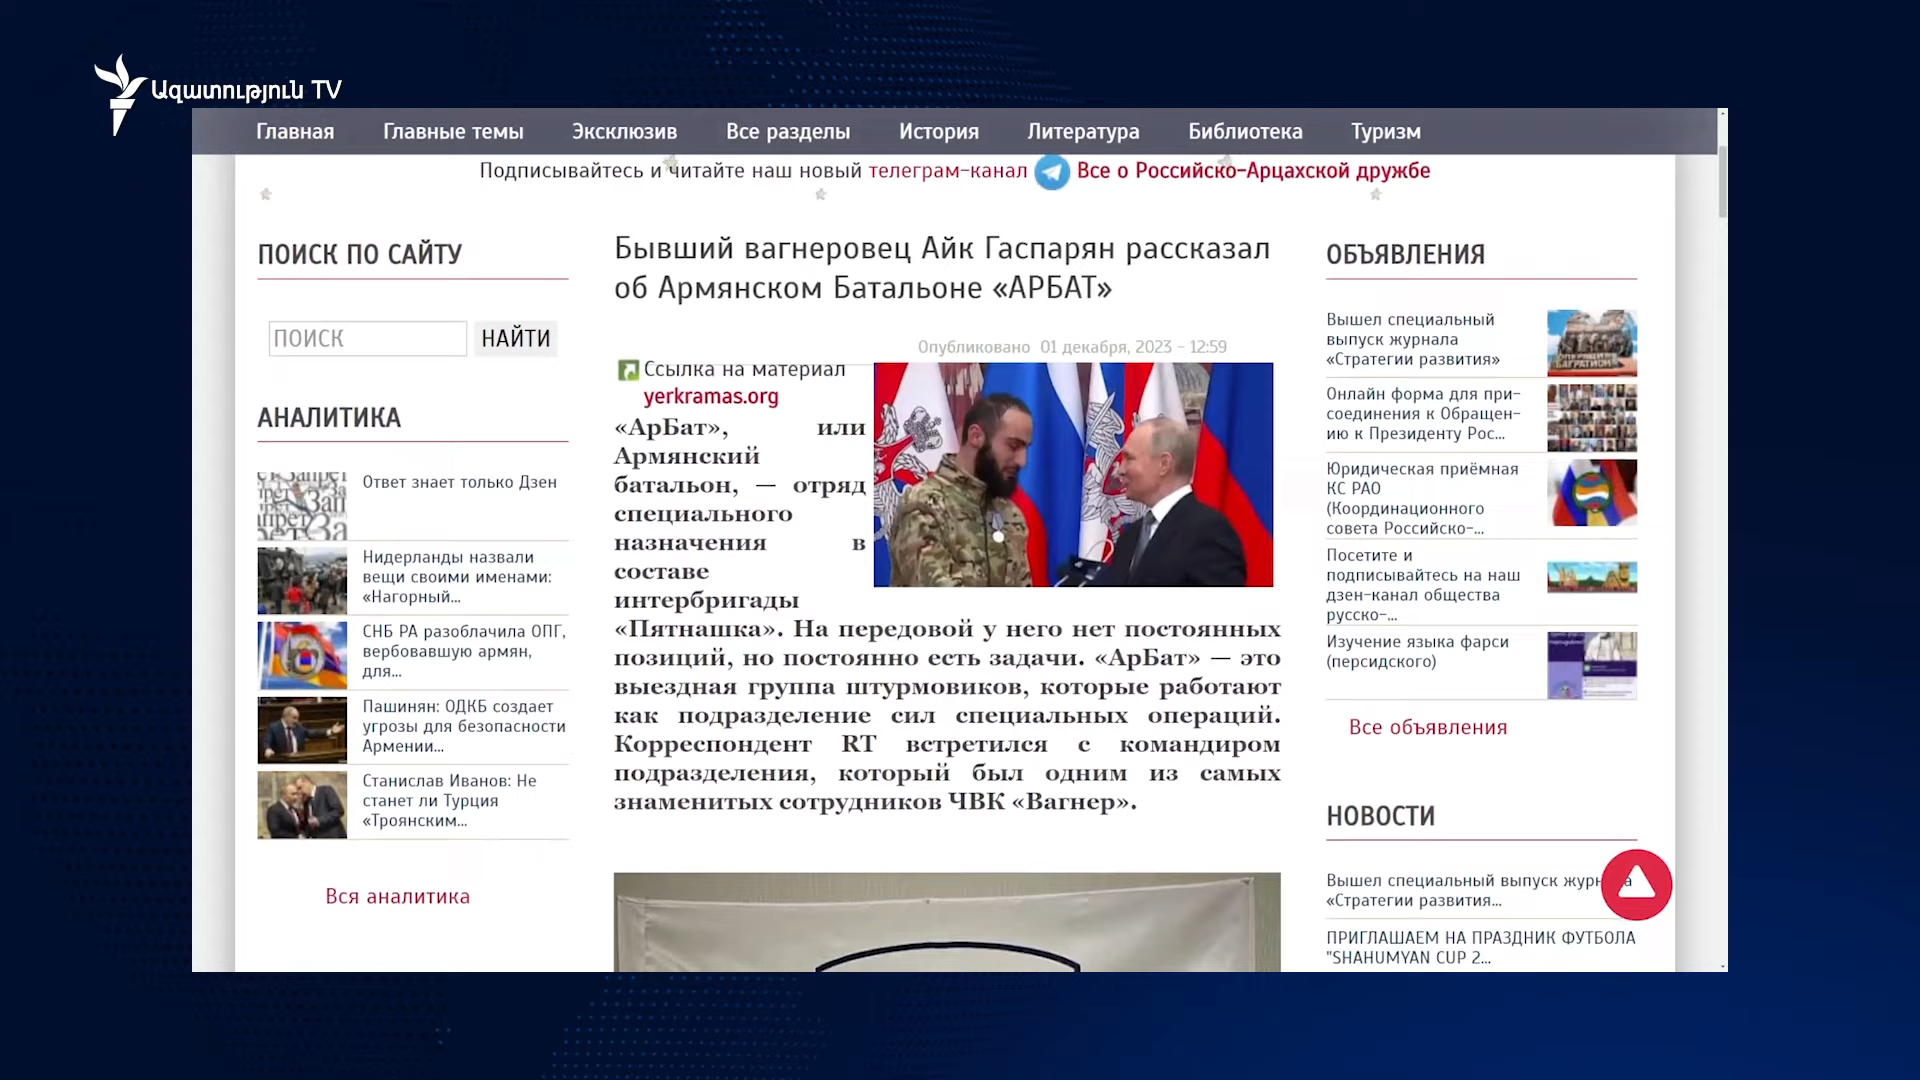 Ազատություն TV
Главная Главные темы Эксклюзив Все разделы История Литература Библиотека Туризм
Подписывайтесь и читайте наш новый телеграм-канал Все о Российско-Арцахской дружбе
ПОИСК ПО САЙТУ
ПОИСК НАЙТИ
АНАЛИТИКА
Ответ знает только Дзен
Нидерланды назвали
вещи своими именами:
«Нагорный...
СНБ РА разоблачила ОПГ,
вербовавшую армян,
для...
Пашинян: ОДКБ создает
угрозы для безопасности
Армении...
Станислав Иванов: Не
станет ли Турция
«Троянским...
Вся аналитика
Бывший вагнеровец Айк Гаспарян рассказал
об Армянском Батальоне «АРБАТ»
Опубликовано 01 декабря, 2023 - 12:59
Ссылка на материал
yerkramas.org
«АрБат», или
Армянский
батальон, — отряд
специального
назначения в
составе
интербригады
«Пятнашка». На передовой у него нет постоянных
позиций, но постоянно есть задачи. «АрБат» — это
выездная группа штурмовиков, которые работают
как подразделение сил специальных операций.
Корреспондент RT встретился с командиром
подразделения, который был одним из самых
знаменитых сотрудников ЧВК «Вагнер».
ОБЪЯВЛЕНИЯ
Вышел специальный
выпуск журнала
«Стратегии развития»
Онлайн форма для при-
соединения к Обращен-
ию к Президенту Рос...
Юридическая приёмная
КС РАО
(Координационного
совета Российско-...
Посетите и
подписывайтесь на наш
дзен-канал общества
русско-...
Изучение языка фарси
(персидского)
Все объявления
НОВОСТИ
Вышел специальный выпуск
«Стратегии развития...
ПРИГЛАШАЕМ НА ПРАЗДНИК ФУТБОЛА
"SHAHUMYAN CUP 2...